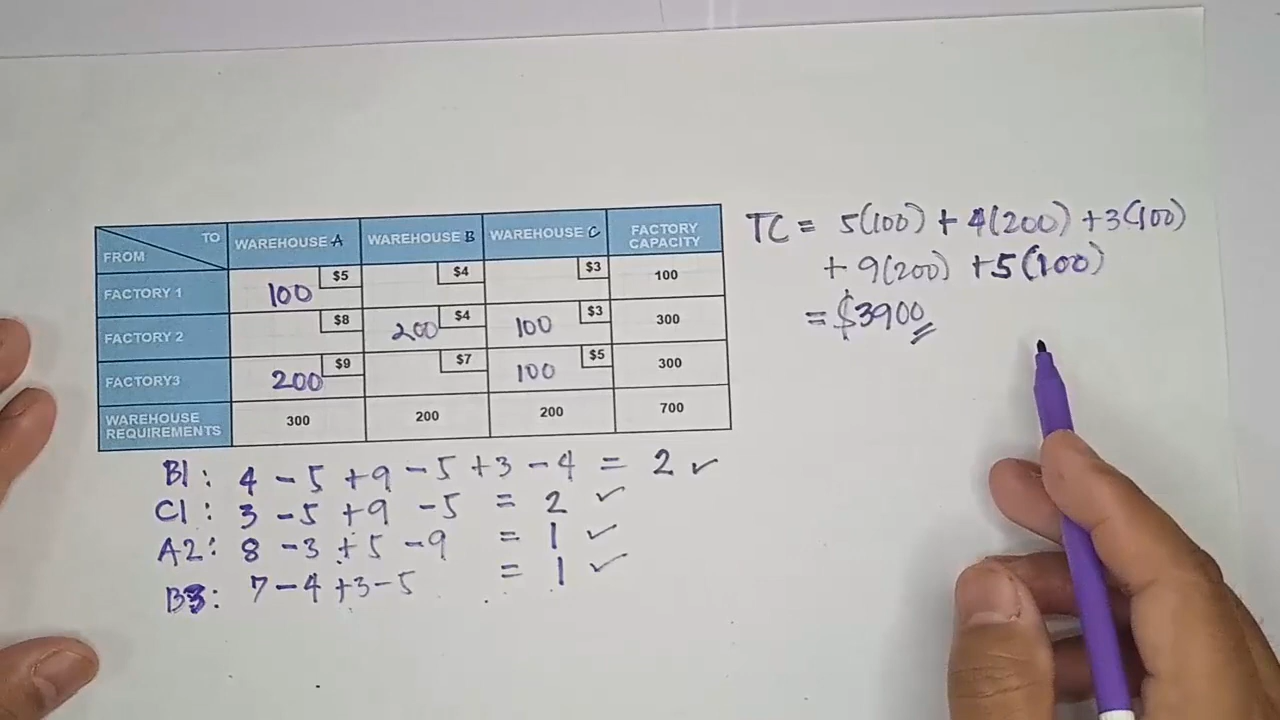 TO WAREHOUSE A WAREHOUSE B WAREHOUSE C FACTORY CAPACITY
FROM
FACTORY 1 100 $5 $4 $3 100
FACTORY 2 $8 200 $4 100 $3 300
FACTORY3 200 $9 $7 100 $5 300
WAREHOUSE REQUIREMENTS 300 200 200 700
TC = 5(100) + 4(200) + 3(100)
+ 9(200) + 5(100)
= $3900
B1: 4 - 5 + 9 - 5 + 3 - 4 = 2 ✓
C1: 3 - 5 + 9 - 5 = 2 ✓
A2: 8 - 3 + 5 - 9 = 1 ✓
B3: 7 - 4 + 3 - 5 = 1 ✓